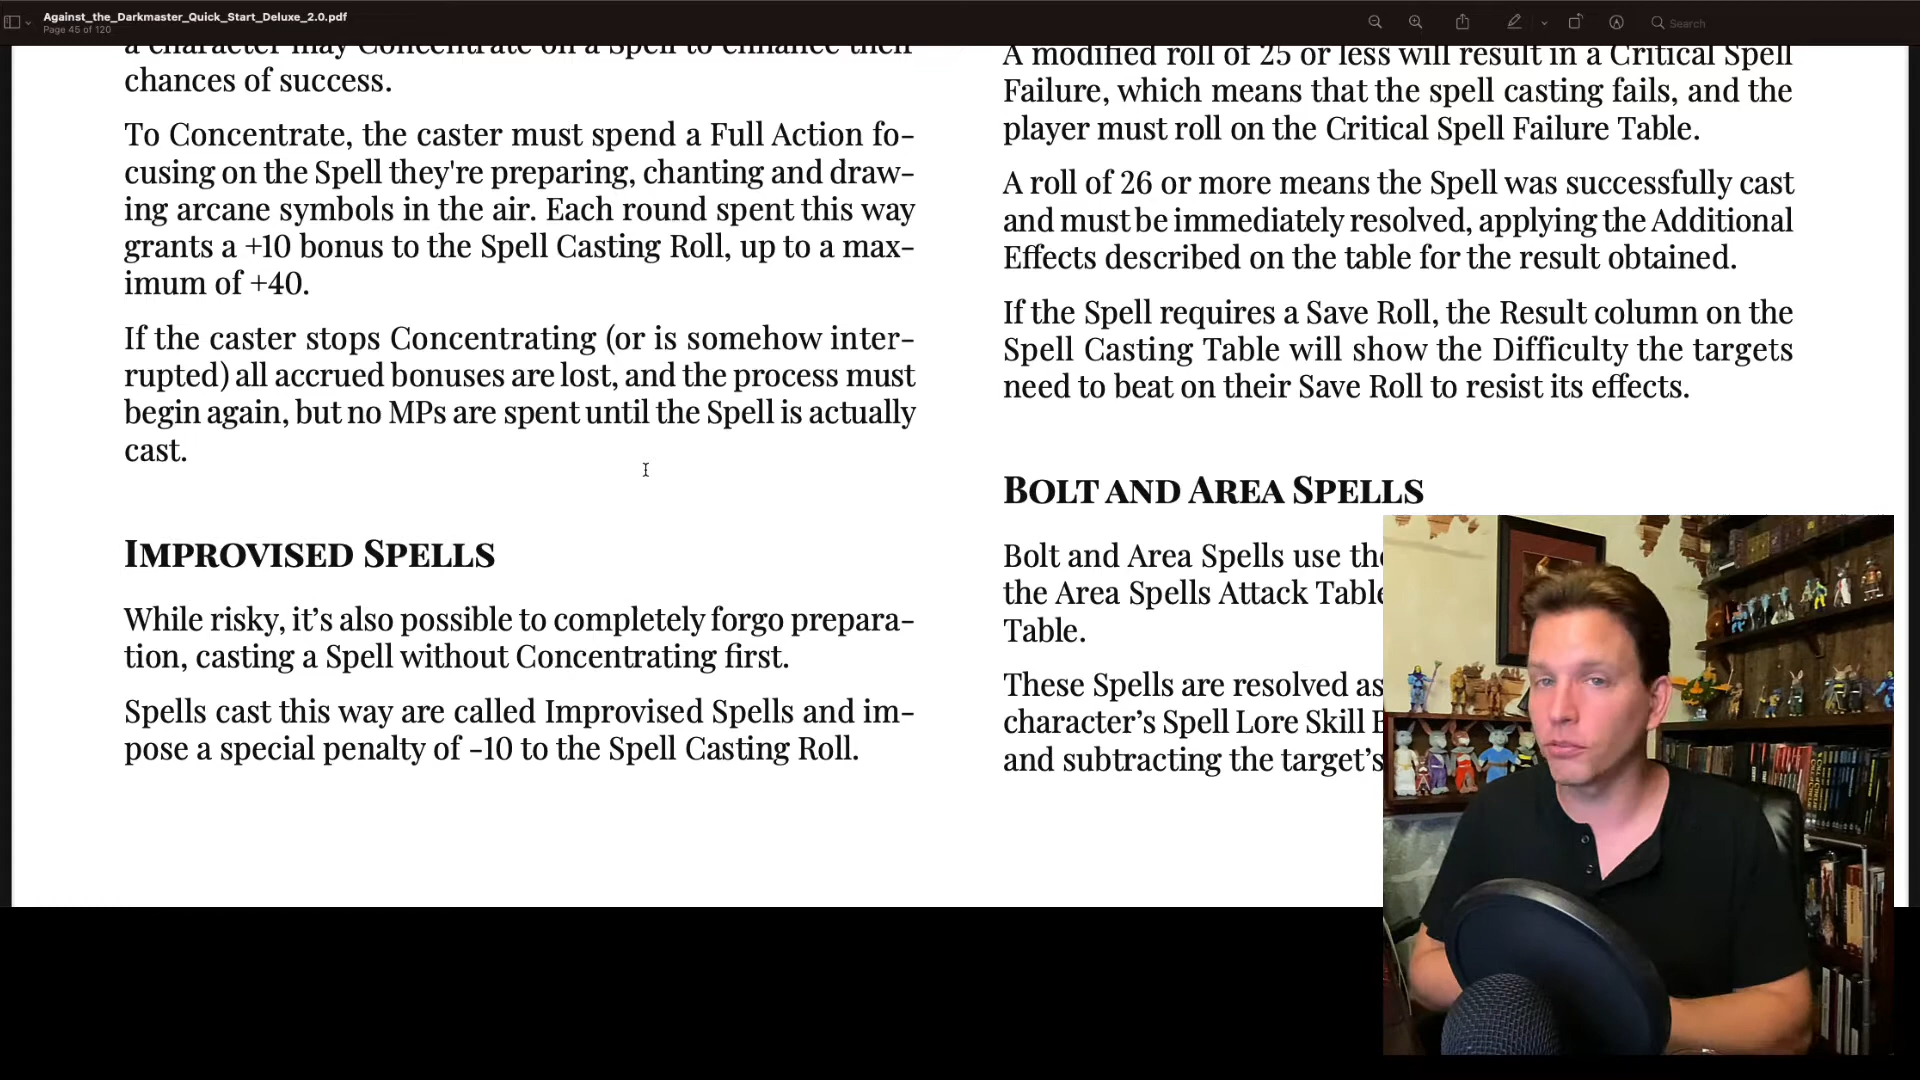 Against_the_Darkmaster_Quick_Start_Deluxe_2.0.pdf
Page 45 of 120
Search
a character may Concentrate on a Spell to enhance their
chances of success.
To Concentrate, the caster must spend a Full Action fo-
cusing on the Spell they're preparing, chanting and draw-
ing arcane symbols in the air. Each round spent this way
grants a +10 bonus to the Spell Casting Roll, up to a max-
imum of +40.
If the caster stops Concentrating (or is somehow inter-
rupted) all accrued bonuses are lost, and the process must
begin again, but no MPs are spent until the Spell is actually
cast.
IMPROVISED SPELLS
While risky, it’s also possible to completely forgo prepara-
tion, casting a Spell without Concentrating first.
Spells cast this way are called Improvised Spells and im-
pose a special penalty of -10 to the Spell Casting Roll.
A modified roll of 25 or less will result in a Critical Spell
Failure, which means that the spell casting fails, and the
player must roll on the Critical Spell Failure Table.
A roll of 26 or more means the Spell was successfully cast
and must be immediately resolved, applying the Additional
Effects described on the table for the result obtained.
If the Spell requires a Save Roll, the Result column on the
Spell Casting Table will show the Difficulty the targets
need to beat on their Save Roll to resist its effects.
BOLT AND AREA SPELLS
Bolt and Area Spells use the
the Area Spells Attack Table
Table.
These Spells are resolved as
character’s Spell Lore Skill
and subtracting the target’s